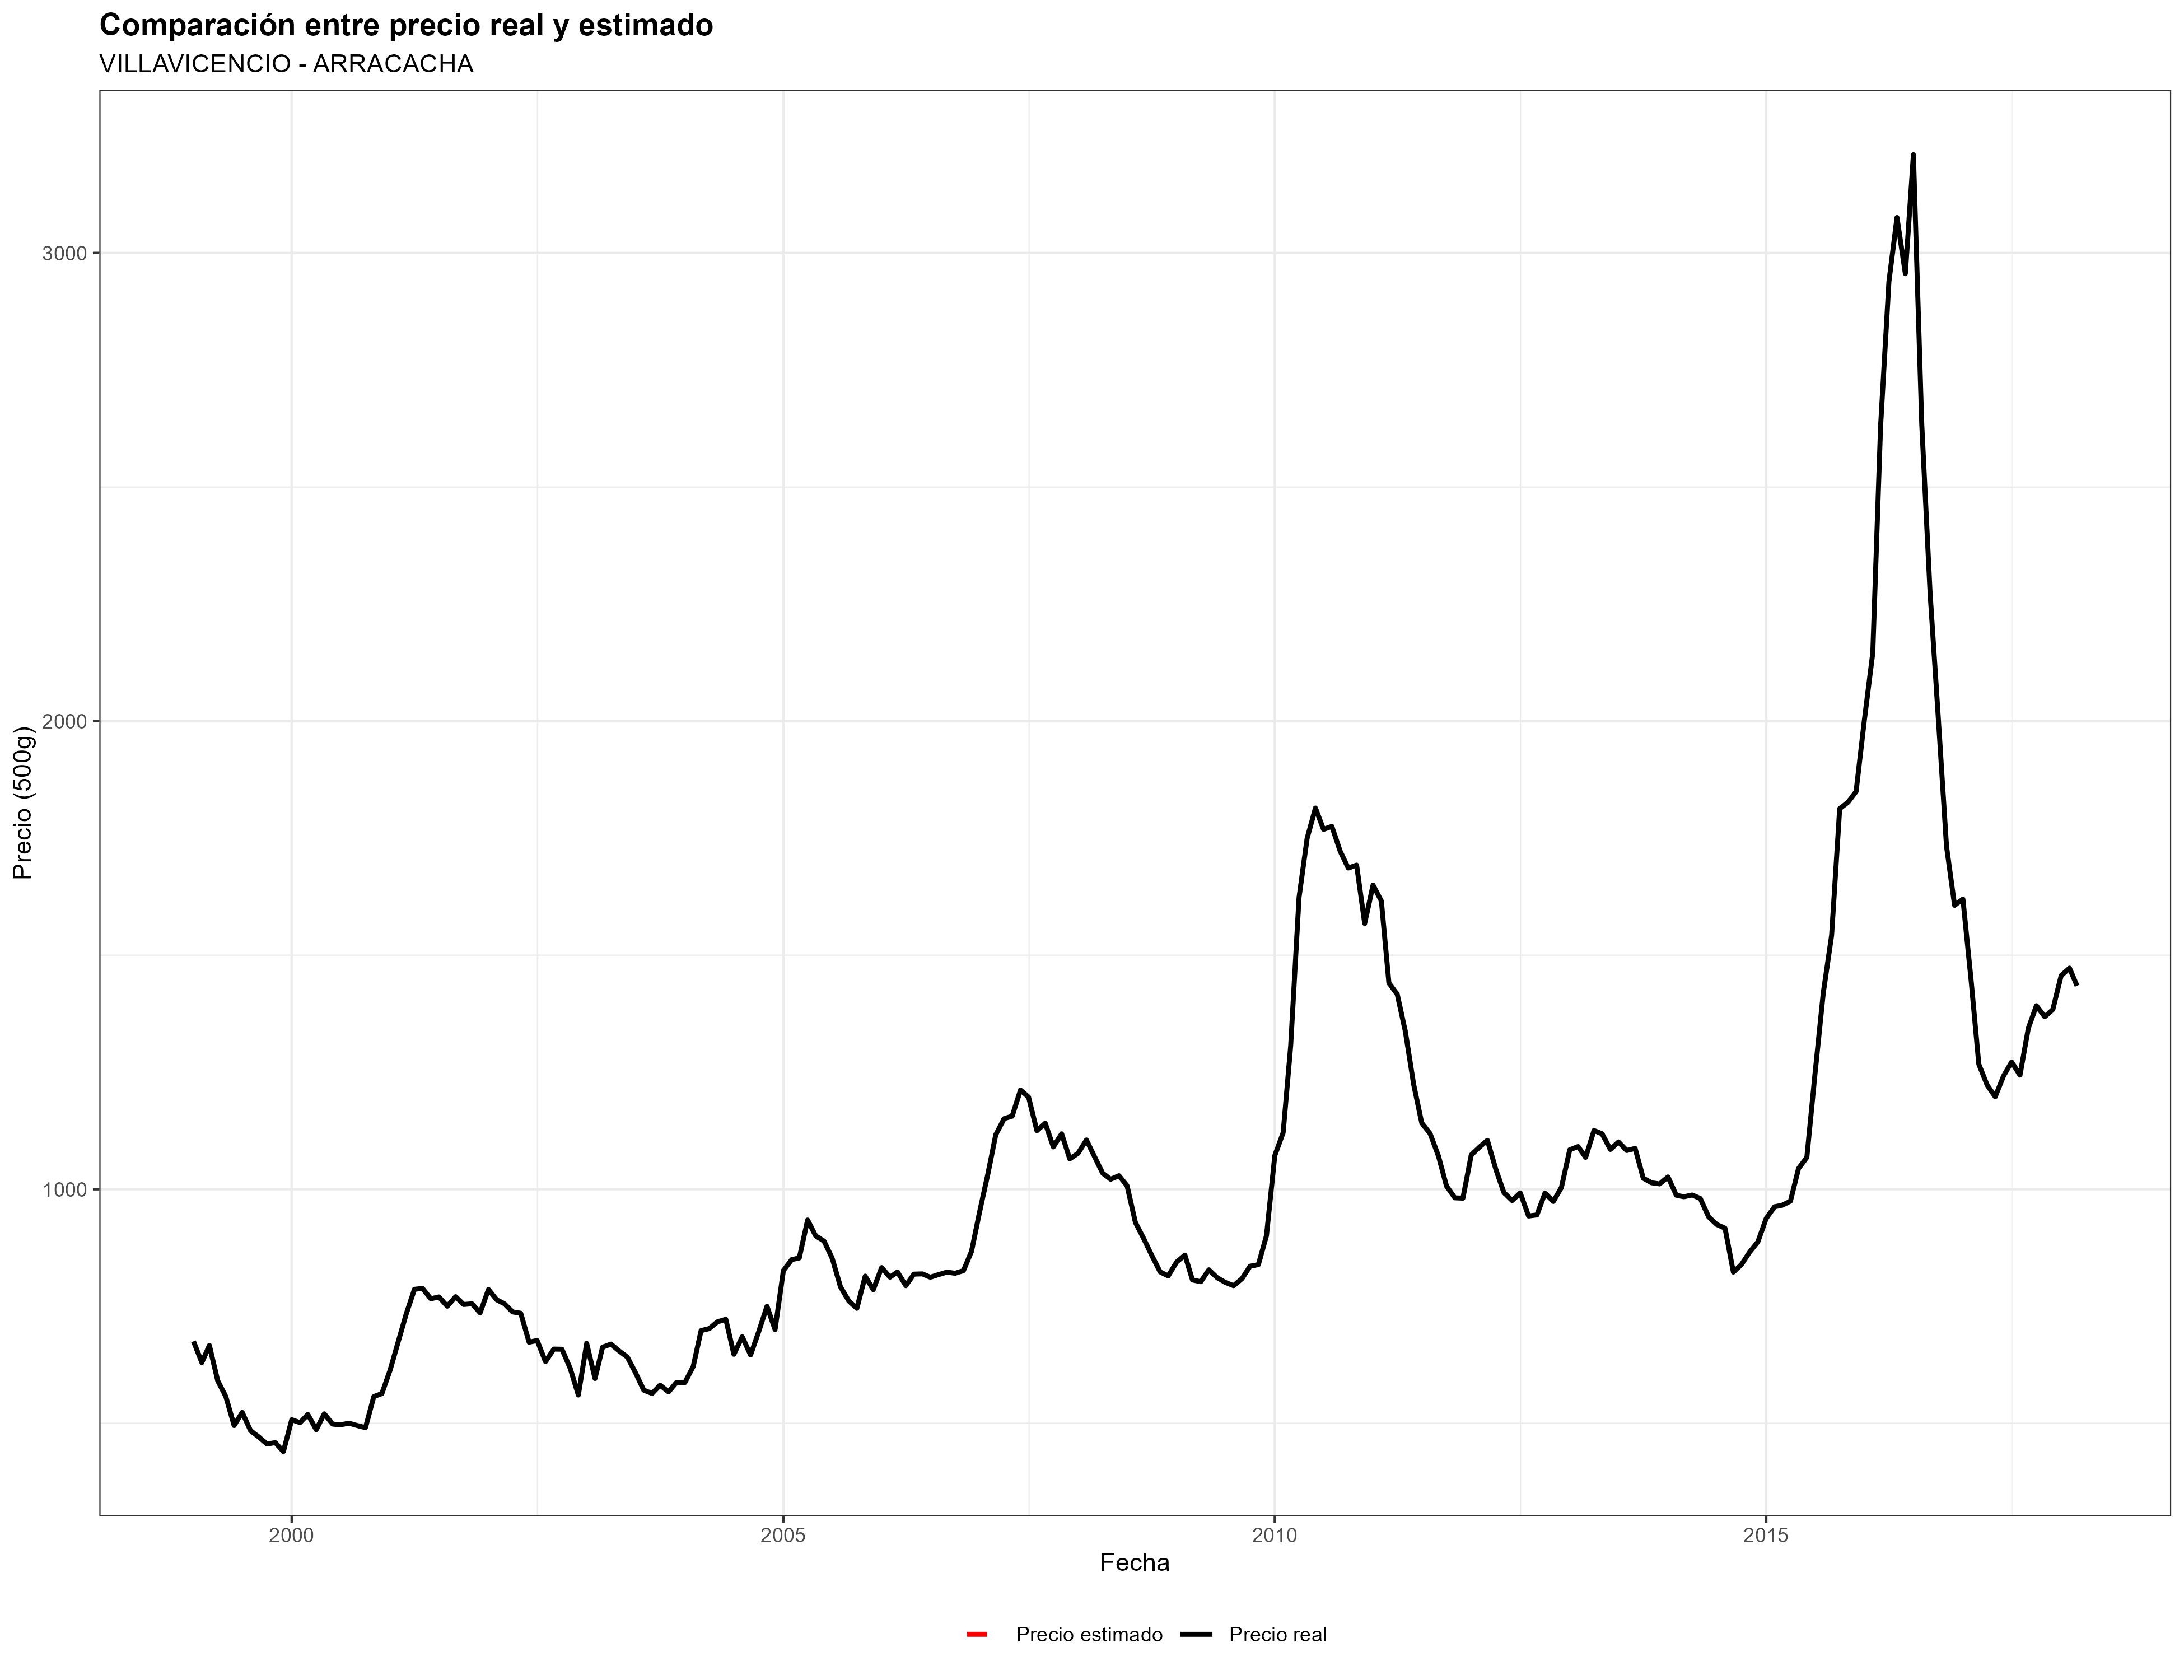 Comparación entre precio real y estimado
VILLAVICENCIO - ARRACACHA
Precio (500g)
3000
2000
1000
2000
2005
2010
2015
Fecha
Precio estimado
Precio real